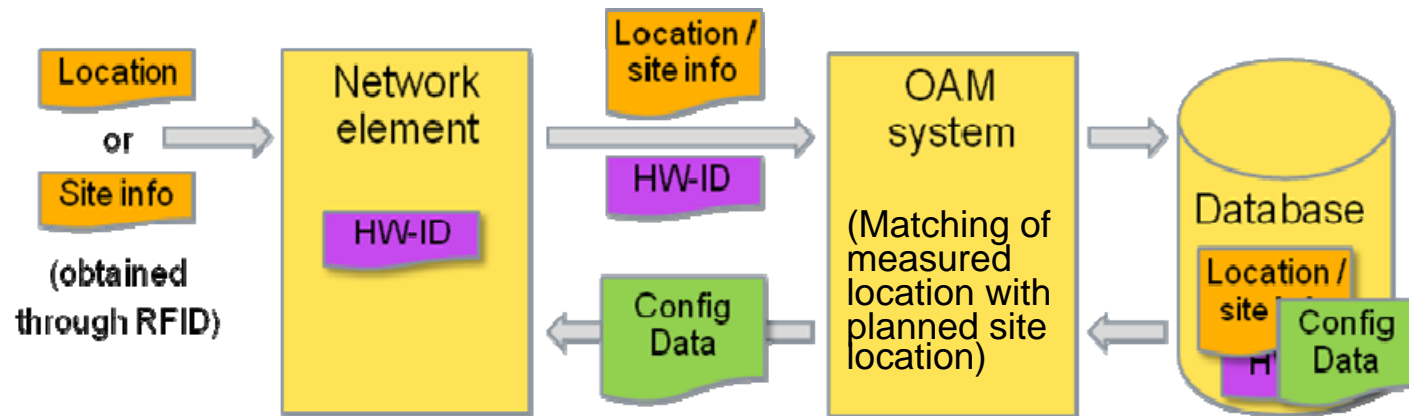 Location
or
Site info
(obtained
through RFID)
Network
element
HW-ID
Location /
site info
HW-ID
Config
Data
OAM
system
(Matching of
measured
location with
planned site
location)
Database
Location /
site
Config
Data